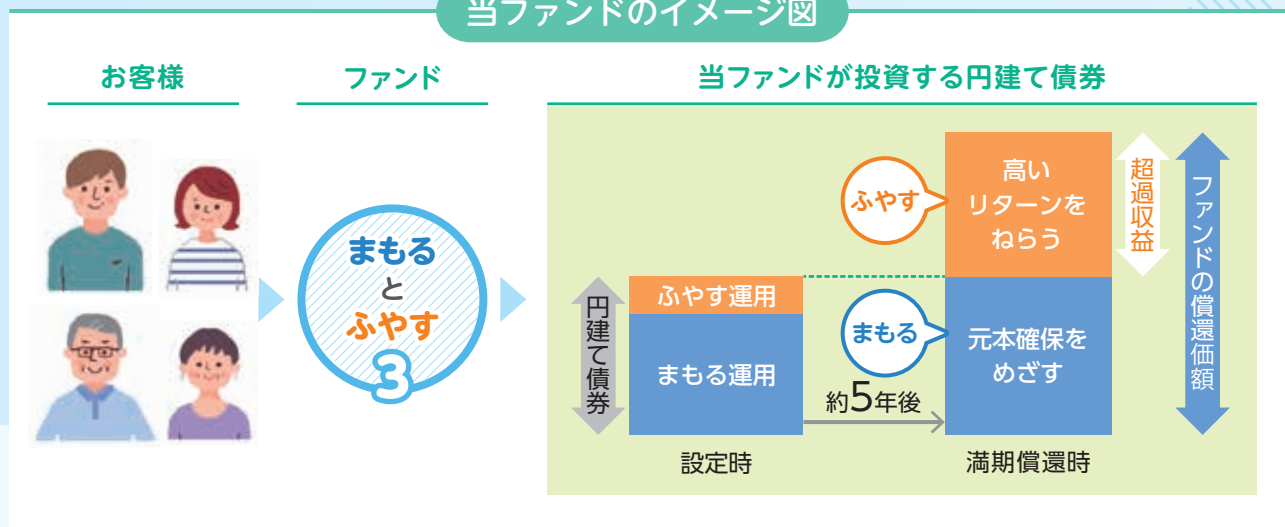 当ファンドのイメージ図
お客様
ファンド
当ファンドが投資する円建て債券
まもる
と
ふやす
3
円建て債券
ふやす運用
まもる運用
設定時
約5年後
ふやす
まもる
高い
リターンを
ねらう
元本確保を
めざす
満期償還時
超過収益
ファンドの償還価額